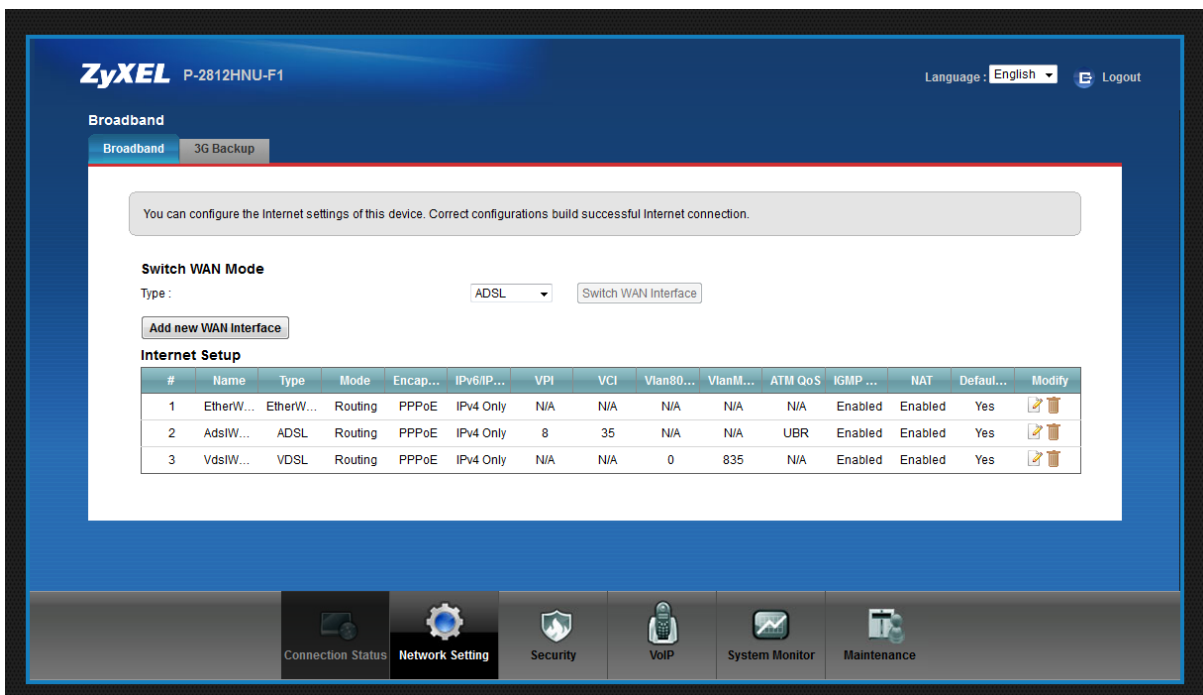 ZyXEL P-2812HNU-F1
Language : English
Logout
Broadband
Broadband 3G Backup
You can configure the Internet settings of this device. Correct configurations build successful Internet connection.
Switch WAN Mode
Type : ADSL Switch WAN Interface
Add new WAN Interface
Internet Setup
# Name Type Mode Encap... IPv6/IP... VPI VCI Vlan80... VlanM... ATM QoS IGMP ... NAT Defaul... Modify
1 EtherW... EtherW... Routing PPPoE IPv4 Only N/A N/A N/A N/A N/A Enabled Enabled Yes
2 AdslW... ADSL Routing PPPoE IPv4 Only 8 35 N/A N/A UBR Enabled Enabled Yes
3 VdslW... VDSL Routing PPPoE IPv4 Only N/A N/A 0 835 N/A Enabled Enabled Yes
Connection Status Network Setting Security VoIP System Monitor Maintenance